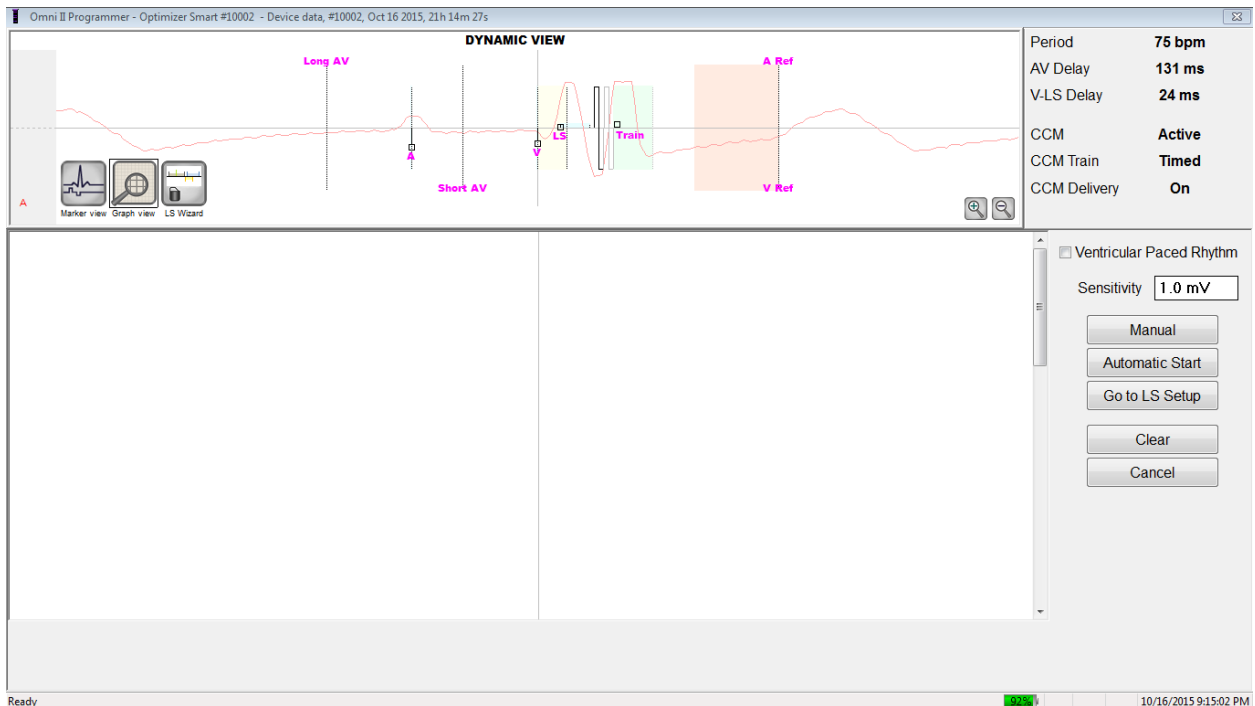 Omni II Programmer - Optimizer Smart #10002 - Device data, #10002, Oct 16 2015, 21h 14m 27s
DYNAMIC VIEW
Long AV
A Ref
A
V
LS
Train
Short AV
V Ref
A
Marker view
Graph view
LS Wizard
Period 75 bpm
AV Delay 131 ms
V-LS Delay 24 ms
CCM Active
CCM Train Timed
CCM Delivery On
Ventricular Paced Rhythm
Sensitivity 1.0 mV
Manual
Automatic Start
Go to LS Setup
Clear
Cancel
Ready
92%
10/16/2015 9:15:02 PM